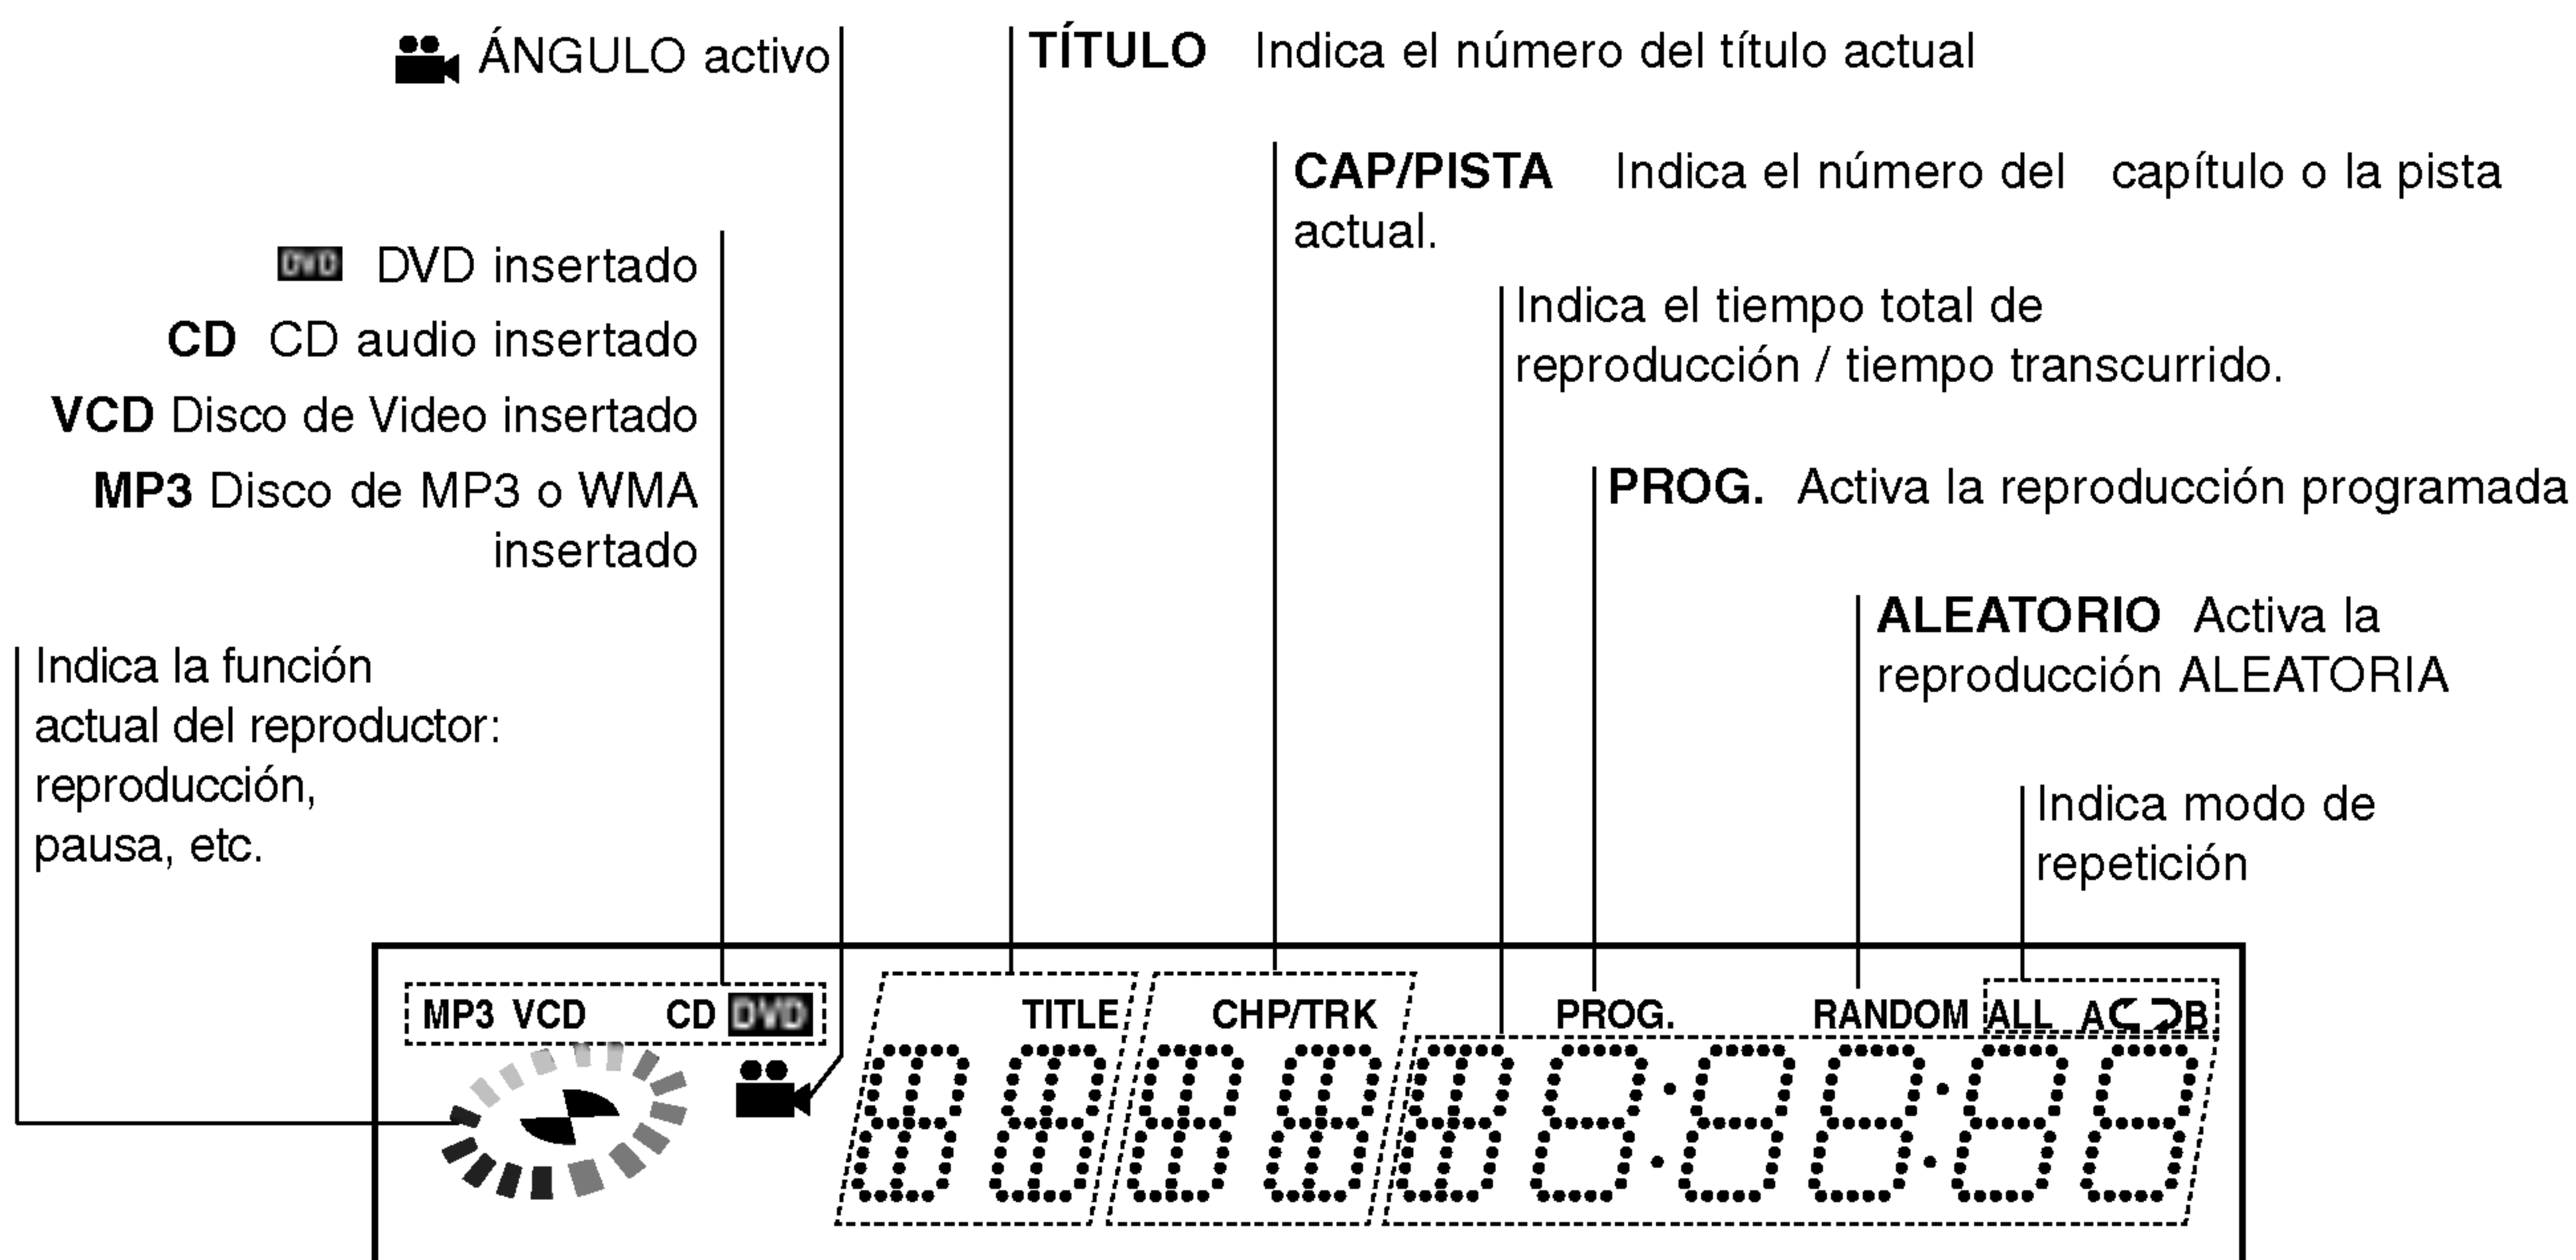 ÁNGULO activo
TÍTULO Indica el número del título actual
CAP/PISTA Indica el número del capítulo o la pista
actual.
DVD DVD insertado
CD CD audio insertado
VCD Disco de Video insertado
MP3 Disco de MP3 o WMA
insertado
Indica el tiempo total de
reproducción / tiempo transcurrido.
PROG. Activa la reproducción programada
ALEATORIO Activa la
reproducción ALEATORIA
Indica la función
actual del reproductor:
reproducción,
pausa, etc.
Indica modo de
repetición
MP3 VCD CD DVD TITLE CHP/TRK PROG. RANDOM ALL A B